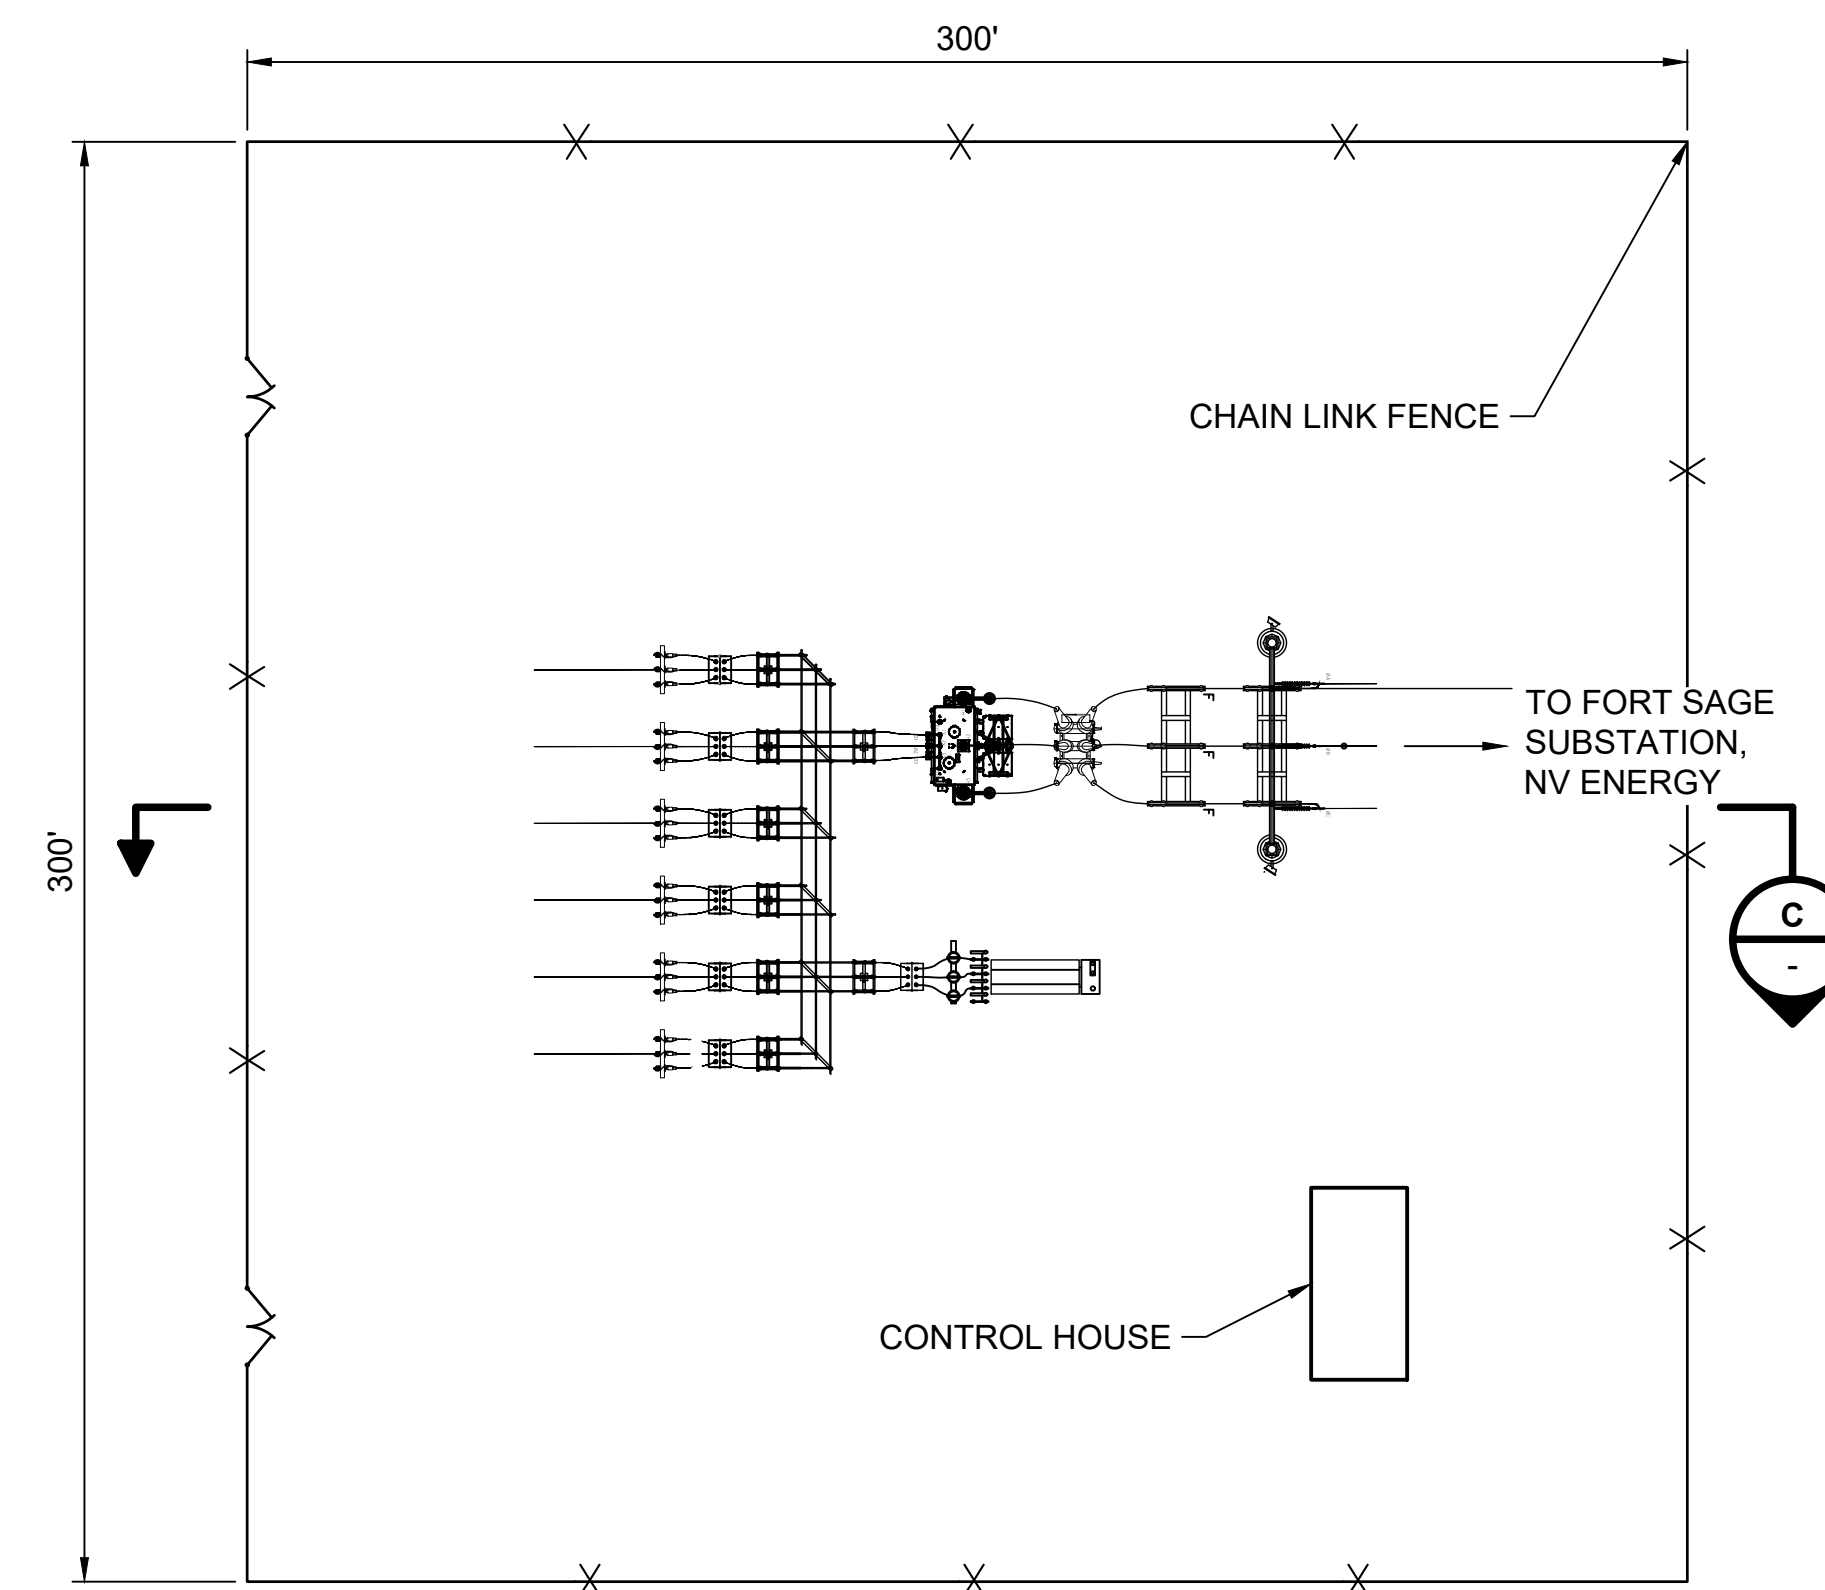 300'
CHAIN LINK FENCE
TO FORT SAGE
SUBSTATION,
NV ENERGY
300'
C
-
CONTROL HOUSE